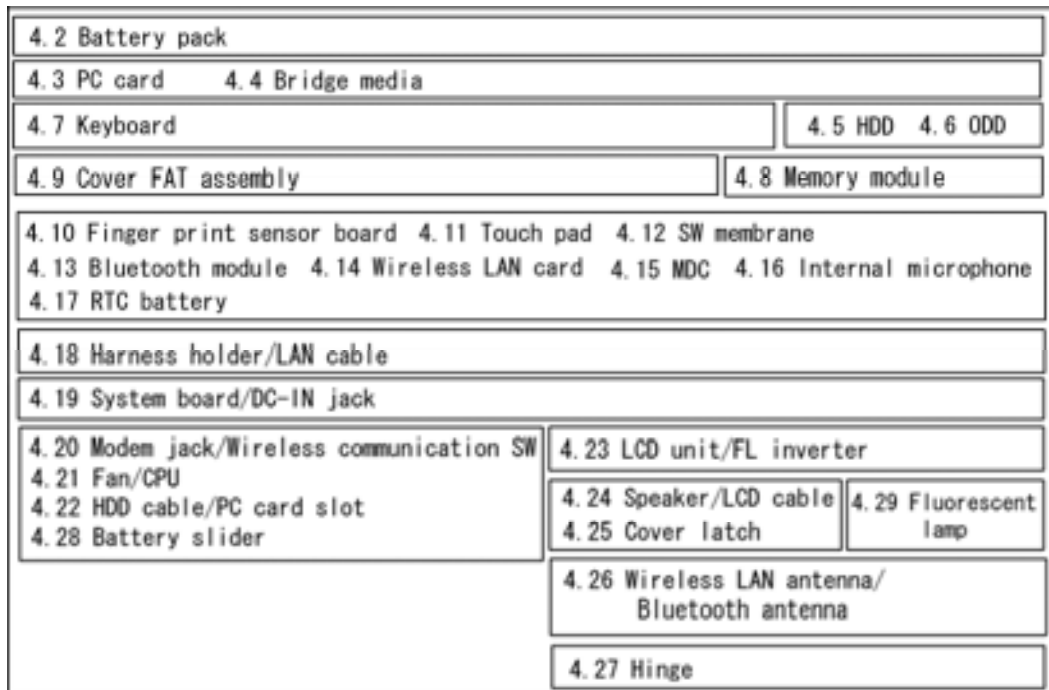 4.2 Battery pack
4.3 PC card 4.4 Bridge media
4.7 Keyboard 4.5 HDD 4.6 ODD
4.9 Cover FAT assembly 4.8 Memory module
4.10 Finger print sensor board 4.11 Touch pad 4.12 SW membrane
4.13 Bluetooth module 4.14 Wireless LAN card 4.15 MDC 4.16 Internal microphone
4.17 RTC battery
4.18 Harness holder/LAN cable
4.19 System board/DC-IN jack
4.20 Modem jack/Wireless communication SW
4.21 Fan/CPU
4.22 HDD cable/PC card slot
4.28 Battery slider
4.23 LCD unit/FL inverter
4.24 Speaker/LCD cable
4.25 Cover latch
4.29 Fluorescent
lamp
4.26 Wireless LAN antenna/
Bluetooth antenna
4.27 Hinge